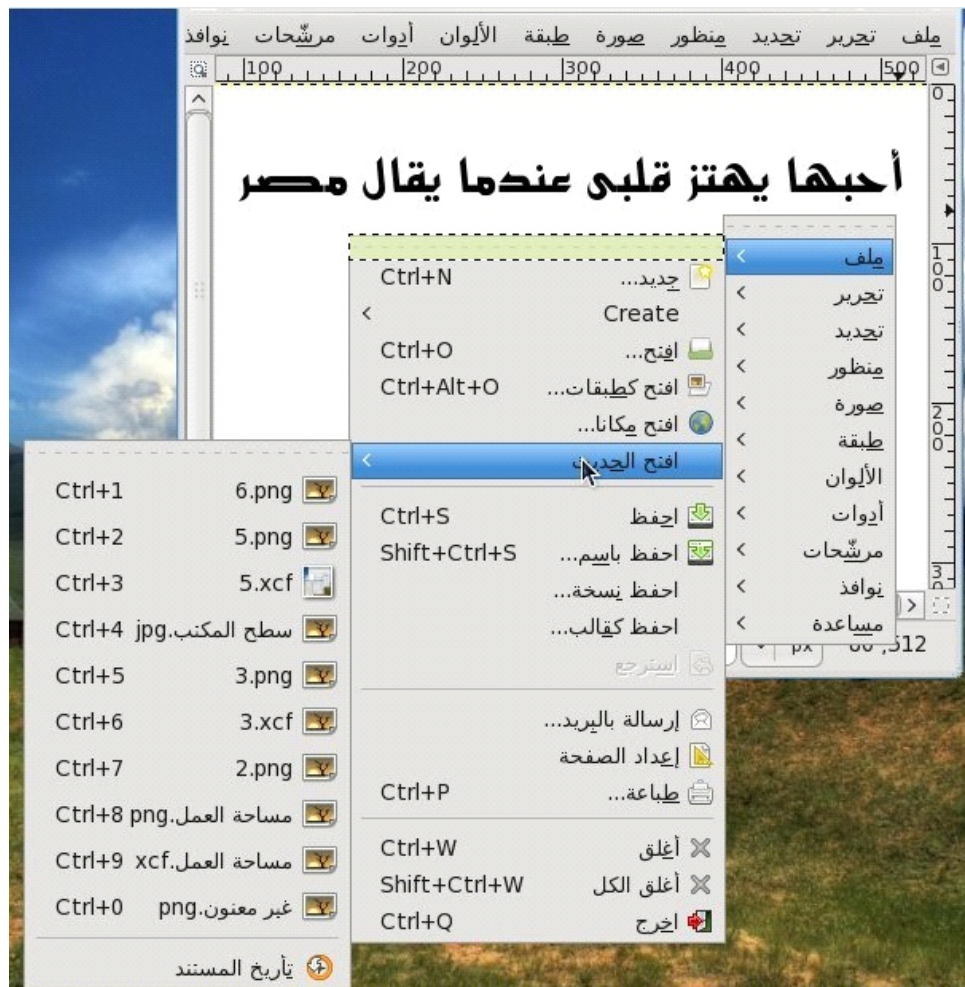 ملف تحرير تحديد منظور صورة طبقة الألوان أدوات مرشّحات نوافذ
100 200 300 400 500
0
100
200
أحبها يهتز قلبى عندما يقال مصر
ملف
تحرير
تحديد
منظور
صورة
طبقة
الألوان
أدوات
مرشّحات
نوافذ
مساعدة
جديد... Ctrl+N
Create
افتح... Ctrl+O
افتح كطبقات... Ctrl+Alt+O
افتح مكانا...
افتح الحديث
احفظ Ctrl+S
احفظ باسم... Shift+Ctrl+S
احفظ نسخة...
احفظ كقالب...
استرجع
إرسالة بالبريد...
إعداد الصفحة
طباعة... Ctrl+P
أغلق Ctrl+W
أغلق الكل Shift+Ctrl+W
اخرج Ctrl+Q
6.png Ctrl+1
5.png Ctrl+2
5.xcf Ctrl+3
سطح المكتب.jpg Ctrl+4
3.png Ctrl+5
3.xcf Ctrl+6
2.png Ctrl+7
مساحة العمل.png Ctrl+8
مساحة العمل.xcf Ctrl+9
غير معنون.png Ctrl+0
تأريخ المستند
px